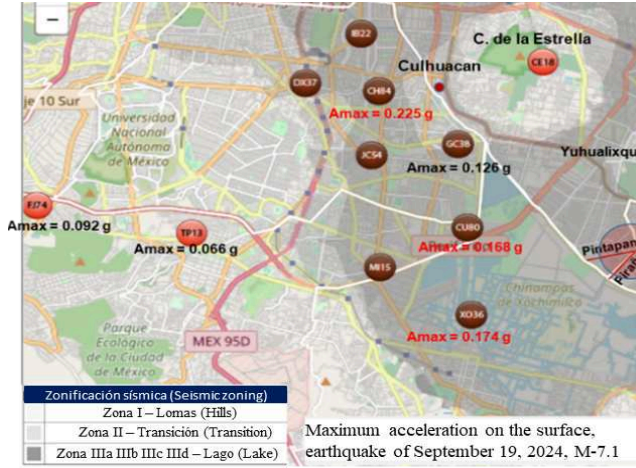 −
IB22
C. de la Estrella
CE18
Culhuacan
DX37
CH84
je 10 Sur
Amax = 0.225 g
Universidad
Nacional
Autónoma
de México
GC38
JC54
Amax = 0.126 g
Yuhualixqu
FJ74
Amax = 0.092 g
TP13
Amax = 0.066 g
CU80
Amax = 0.168 g
Pintapan
MI15
Chinampas
de Xochimilco
XO36
Amax = 0.174 g
Parque
Ecológico
de la Ciudad
de México
MEX 95D
Zonificación sísmica (Seismic zoning)
Zona I – Lomas (Hills)
Zona II – Transición (Transition)
Zona IIIa IIIb IIIc IIId – Lago (Lake)
Maximum acceleration on the surface,
earthquake of September 19, 2024, M-7.1